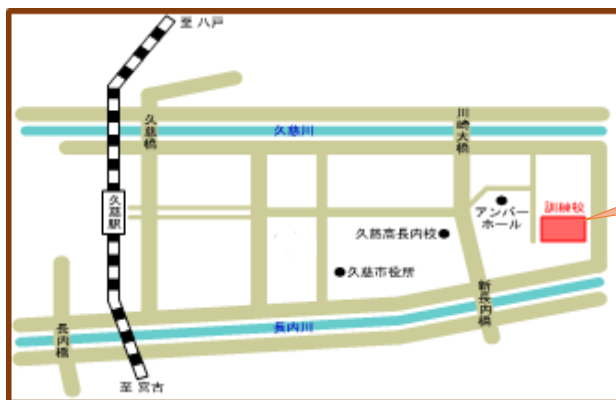 至 八戸
久慈橋
久慈川
川崎大橋
久慈駅
訓練校
アンバー
ホール
久慈高長内校
久慈市役所
新長内橋
長内橋
長内川
至 宮古